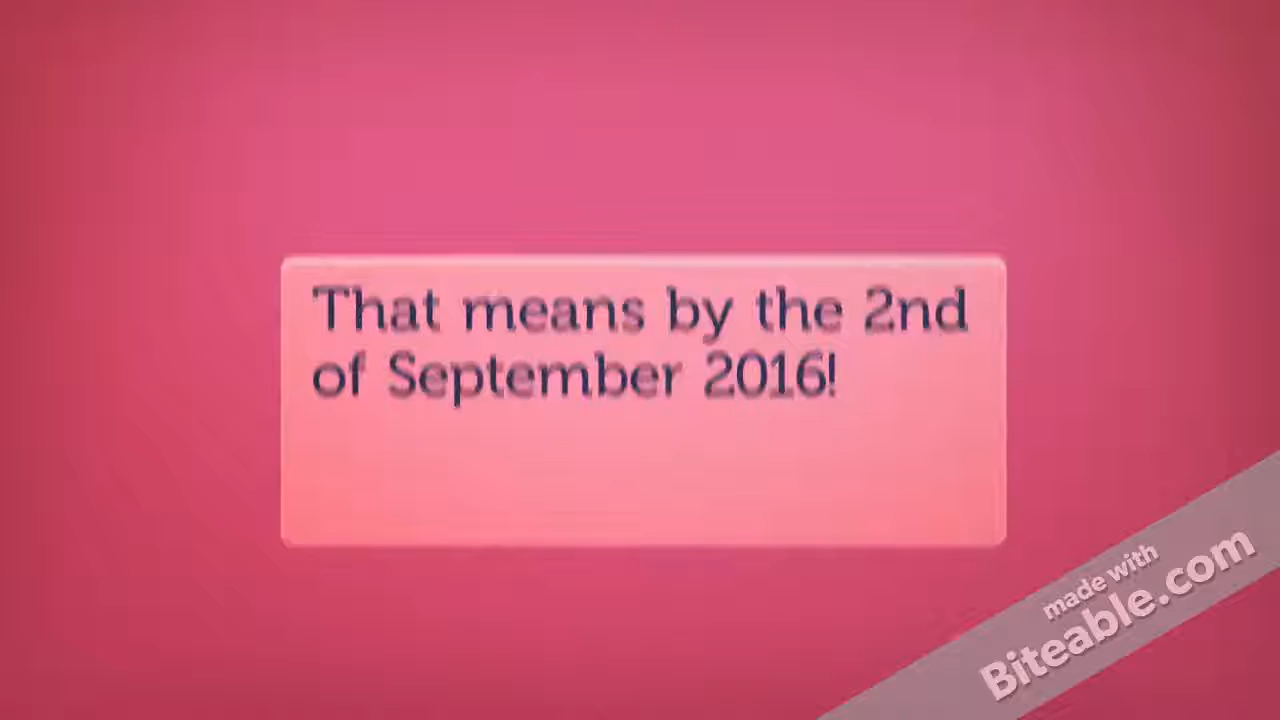 That means by the 2nd
of September 2016!
made with
Biteable.com